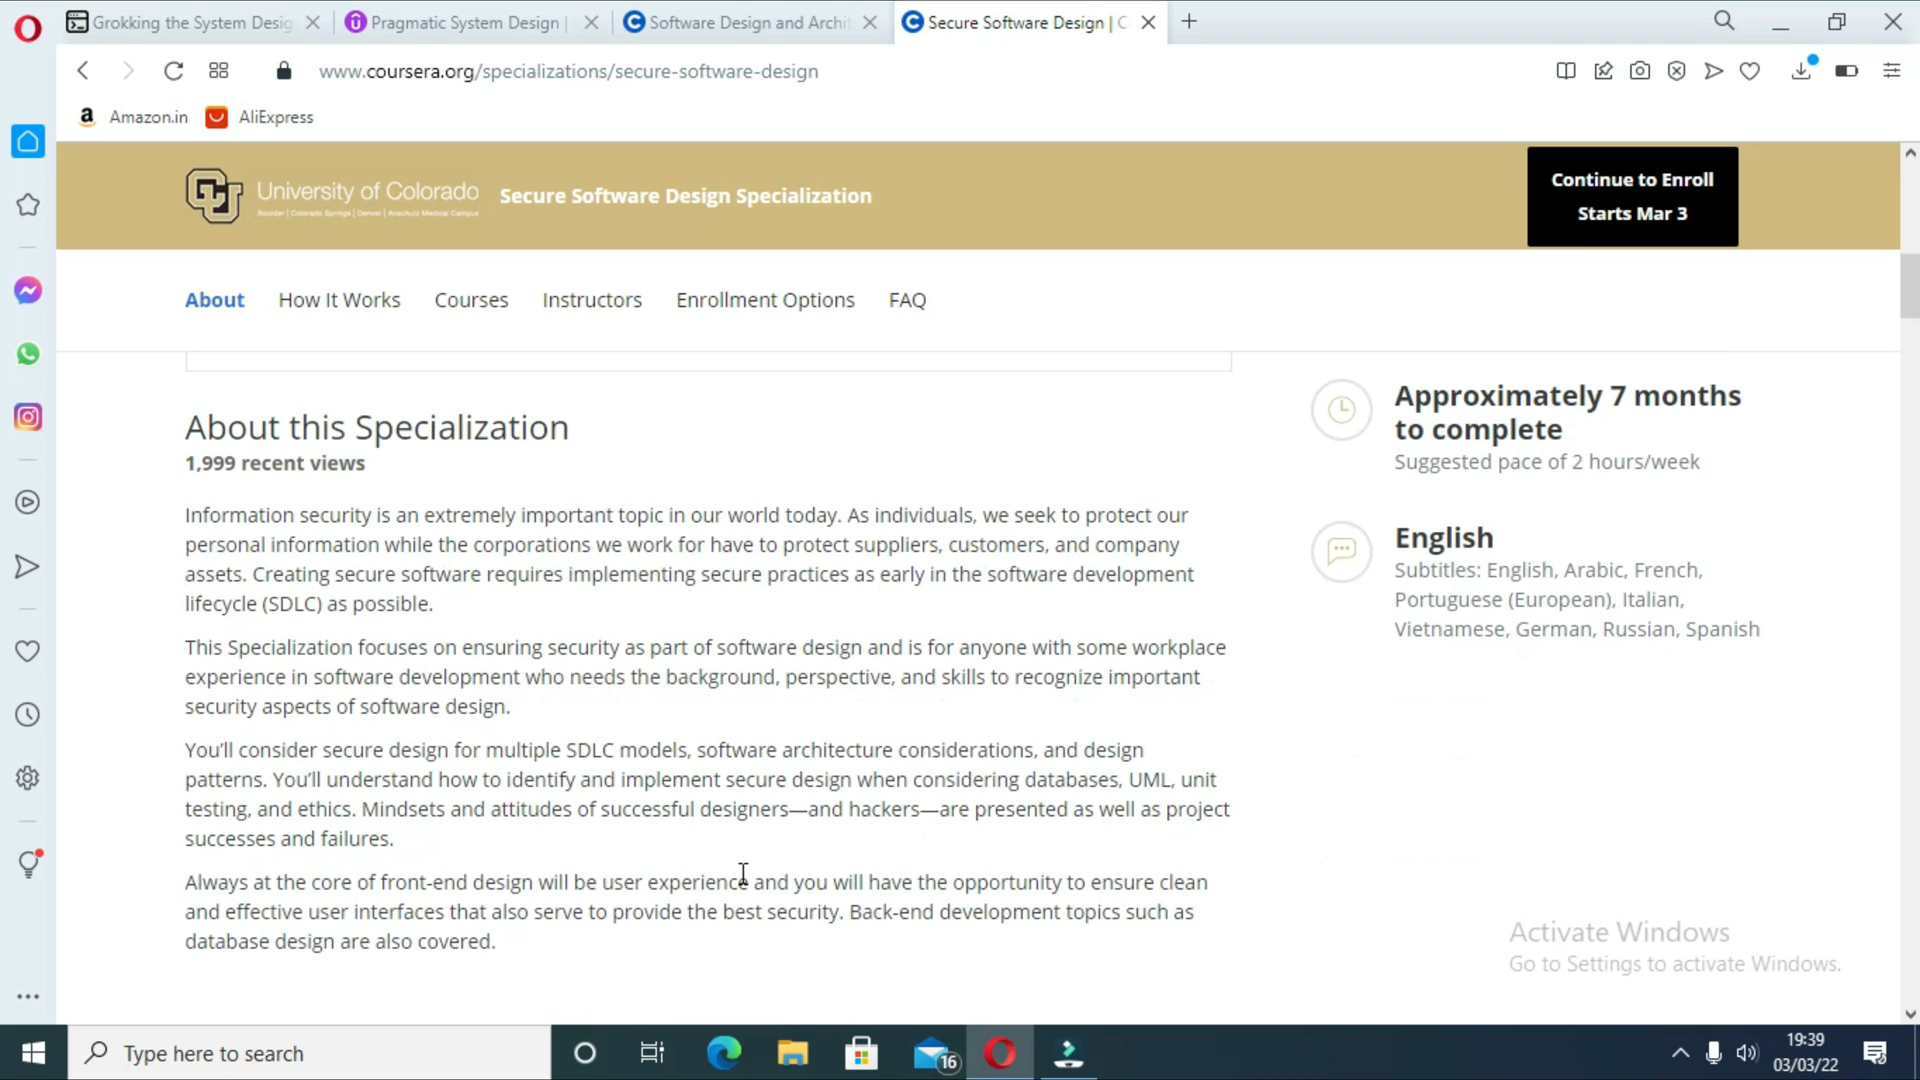 Grokking the System Desig
Pragmatic System Design |
Software Design and Archit
Secure Software Design | C
www.coursera.org/specializations/secure-software-design
Amazon.in
AliExpress
University of Colorado
Boulder | Colorado Springs | Denver | Anschutz Medical Campus
Secure Software Design Specialization
Continue to Enroll
Starts Mar 3
About
How It Works
Courses
Instructors
Enrollment Options
FAQ
About this Specialization
1,999 recent views
Information security is an extremely important topic in our world today. As individuals, we seek to protect our
personal information while the corporations we work for have to protect suppliers, customers, and company
assets. Creating secure software requires implementing secure practices as early in the software development
lifecycle (SDLC) as possible.
This Specialization focuses on ensuring security as part of software design and is for anyone with some workplace
experience in software development who needs the background, perspective, and skills to recognize important
security aspects of software design.
You'll consider secure design for multiple SDLC models, software architecture considerations, and design
patterns. You'll understand how to identify and implement secure design when considering databases, UML, unit
testing, and ethics. Mindsets and attitudes of successful designers—and hackers—are presented as well as project
successes and failures.
Always at the core of front-end design will be user experience and you will have the opportunity to ensure clean
and effective user interfaces that also serve to provide the best security. Back-end development topics such as
database design are also covered.
Approximately 7 months
to complete
Suggested pace of 2 hours/week
English
Subtitles: English, Arabic, French,
Portuguese (European), Italian,
Vietnamese, German, Russian, Spanish
Activate Windows
Go to Settings to activate Windows.
Type here to search
16
19:39
03/03/22